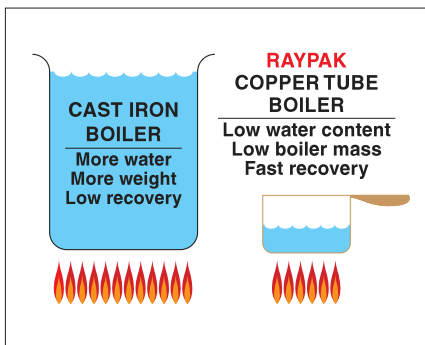 CAST IRON
BOILER
More water
More weight
Low recovery
RAYPAK
COPPER TUBE
BOILER
Low water content
Low boiler mass
Fast recovery